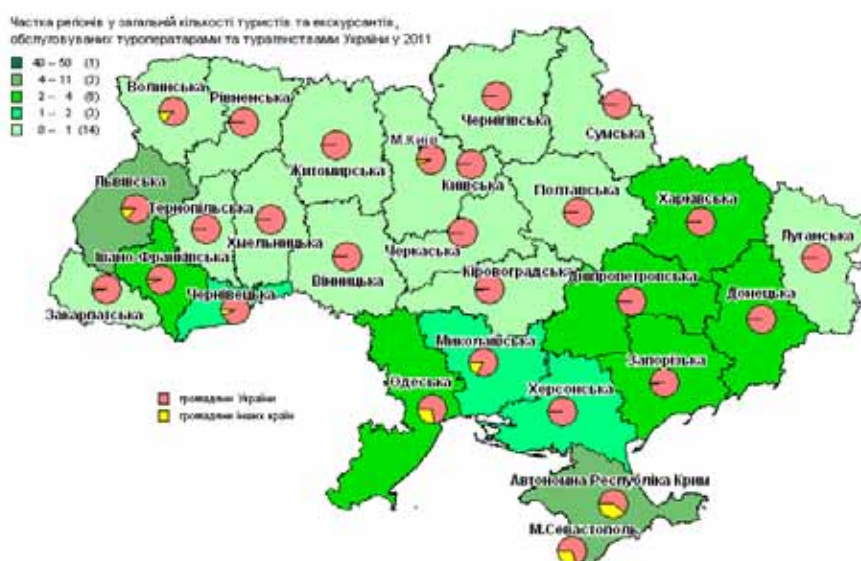 Частка регіонів у загальній кількості туристів та екскурсантів,
обслуговуваних туроператарами та турагенствами України у 2011
40 – 50 (1)
4 – 11 (3)
2 – 4 (6)
1 – 2 (3)
0 – 1 (14)
Волинська
Рівненська
Житомирська
М.Київ
Київська
Чернігівська
Сумська
Львівська
Тернопільська
Хмельницька
Вінницька
Черкаська
Полтавська
Харківська
Луганська
Івано-Франківська
Закарпатська
Чернівецька
Кіровоградська
Дніпропетровська
Донецька
Миколаївська
Запорізька
Одеська
Херсонська
громадяни України
громадяни інших країн
Автономна Республіка Крим
М.Севастополь